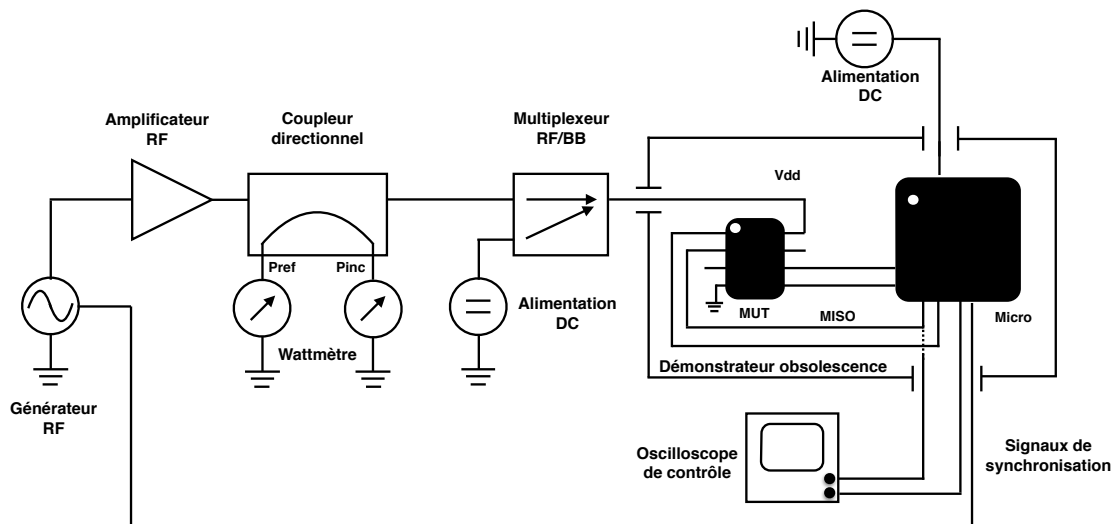 Alimentation
DC
Amplificateur
RF
Coupleur
directionnel
Multiplexeur
RF/BB
Vdd
Pref
Pinc
Alimentation
DC
MUT
MISO
Micro
Wattmètre
Démonstrateur obsolescence
Générateur
RF
Oscilloscope
de contrôle
Signaux de
synchronisation